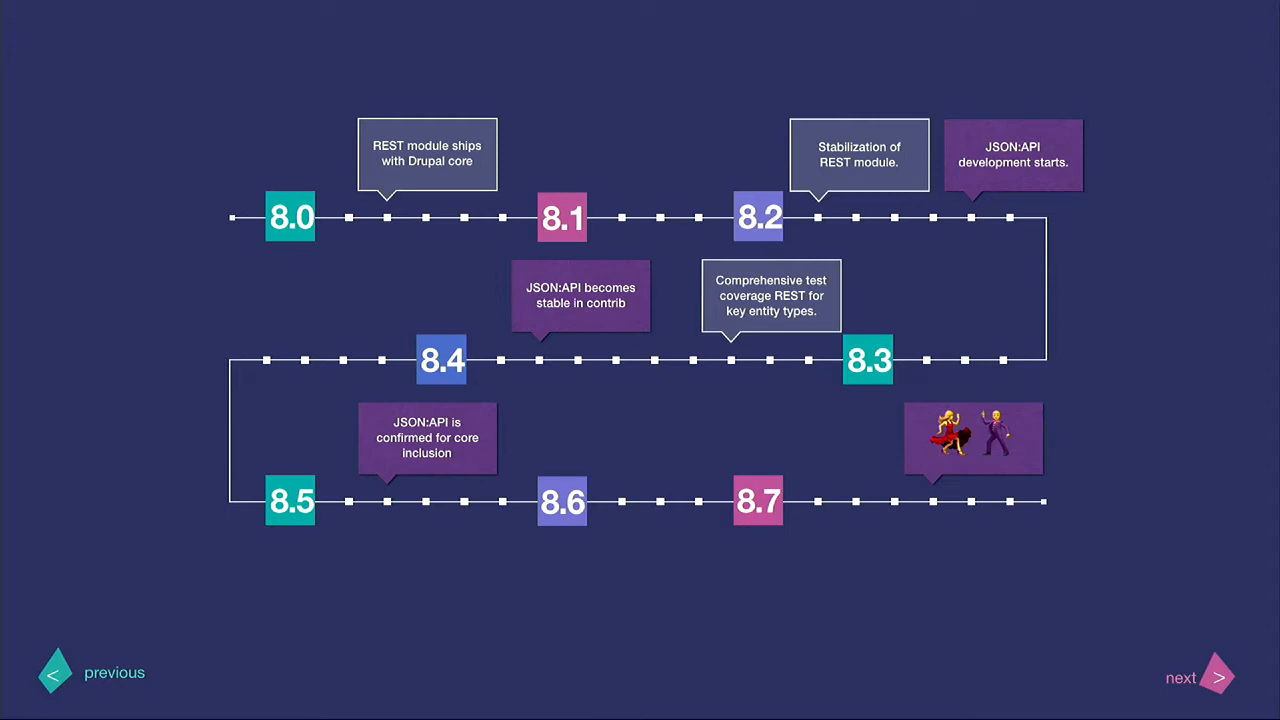 REST module ships
with Drupal core
Stabilization of
REST module.
JSON:API
development starts.
8.0
8.1
8.2
JSON:API becomes
stable in contrib
Comprehensive test
coverage REST for
key entity types.
8.4
8.3
JSON:API is
confirmed for core
inclusion
8.5
8.6
8.7
< previous
next >